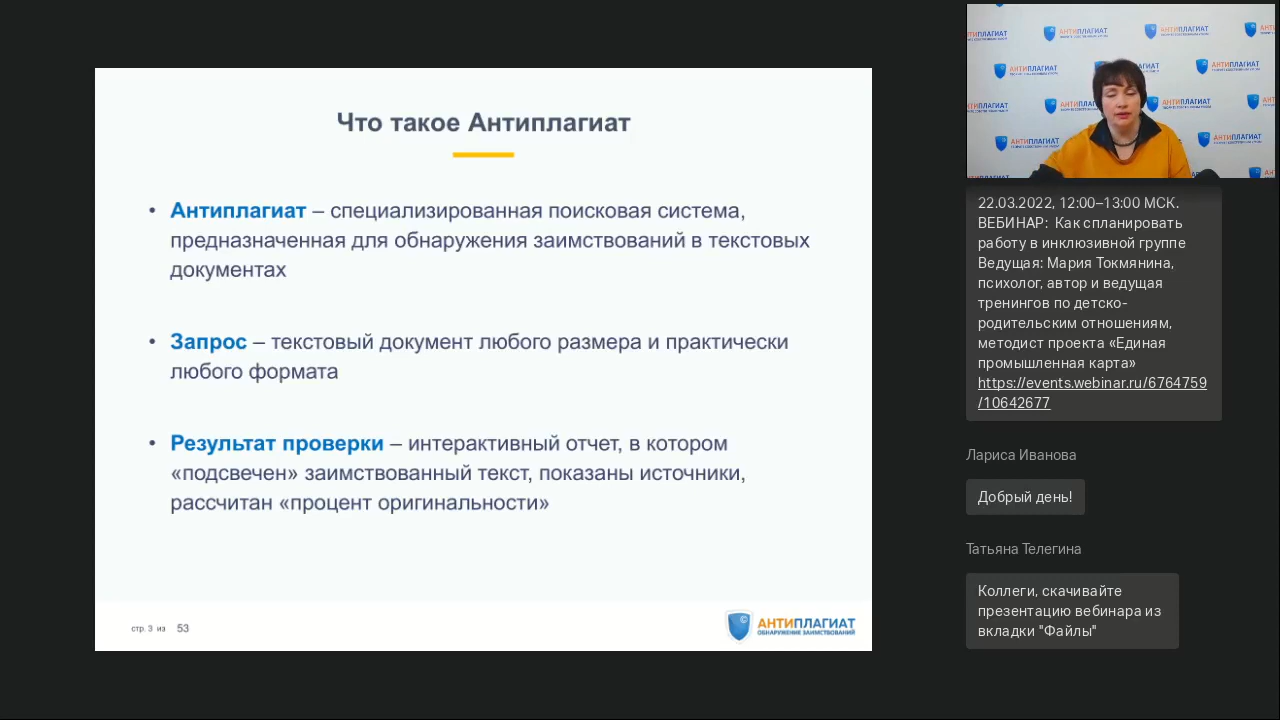 Что такое Антиплагиат
• Антиплагиат – специализированная поисковая система,
предназначенная для обнаружения заимствований в текстовых
документах
• Запрос – текстовый документ любого размера и практически
любого формата
• Результат проверки – интерактивный отчет, в котором
«подсвечен» заимствованный текст, показаны источники,
рассчитан «процент оригинальности»
стр. 3 из 53
АНТИПЛАГИАТ
ОБНАРУЖЕНИЕ ЗАИМСТВОВАНИЙ
АНТИПЛАГИАТ
22.03.2022, 12:00–13:00 МСК.
ВЕБИНАР: Как спланировать
работу в инклюзивной группе
Ведущая: Мария Токмянина,
психолог, автор и ведущая
тренингов по детско-
родительским отношениям,
методист проекта «Единая
промышленная карта»
https://events.webinar.ru/6764759
/10642677
Лариса Иванова
Добрый день!
Татьяна Телегина
Коллеги, скачивайте
презентацию вебинара из
вкладки "Файлы"